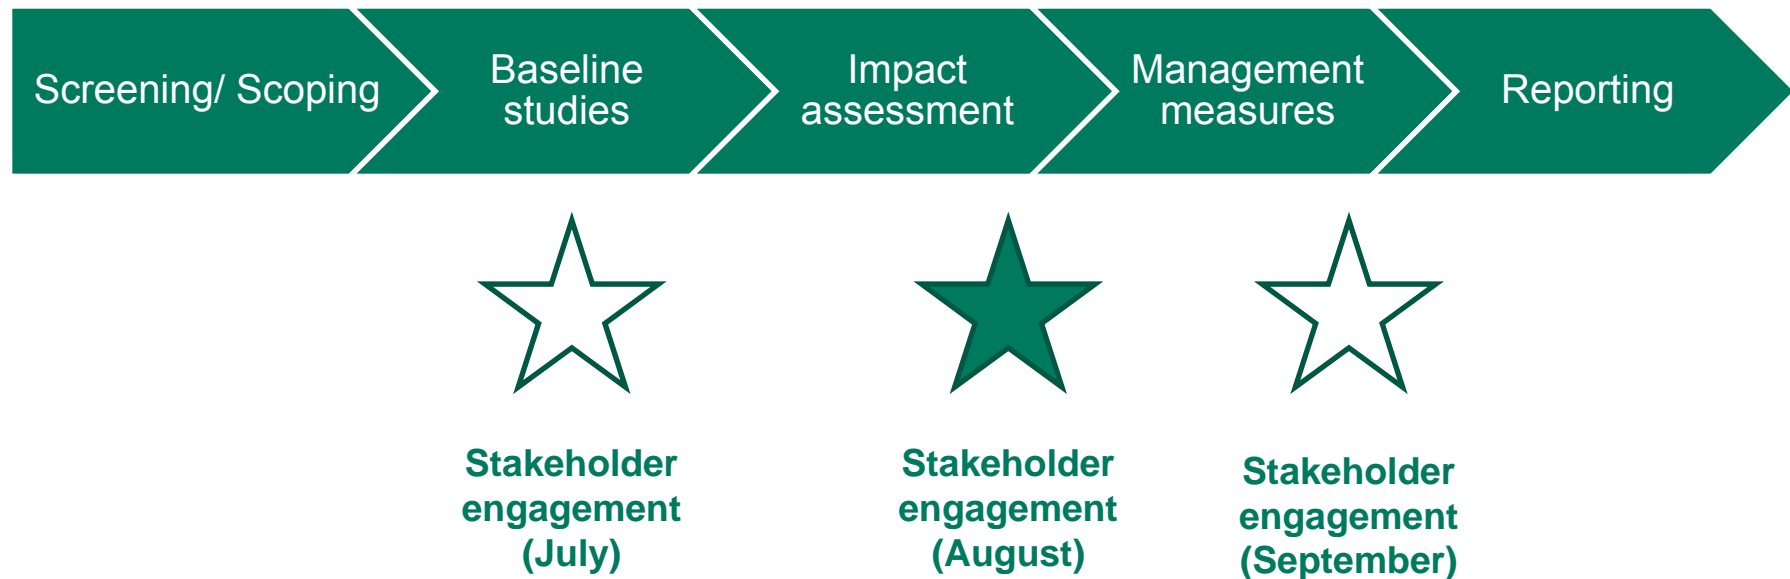 Screening/ Scoping
Baseline
studies
Impact
assessment
Management
measures
Reporting
Stakeholder
engagement
(July)
Stakeholder
engagement
(August)
Stakeholder
engagement
(September)